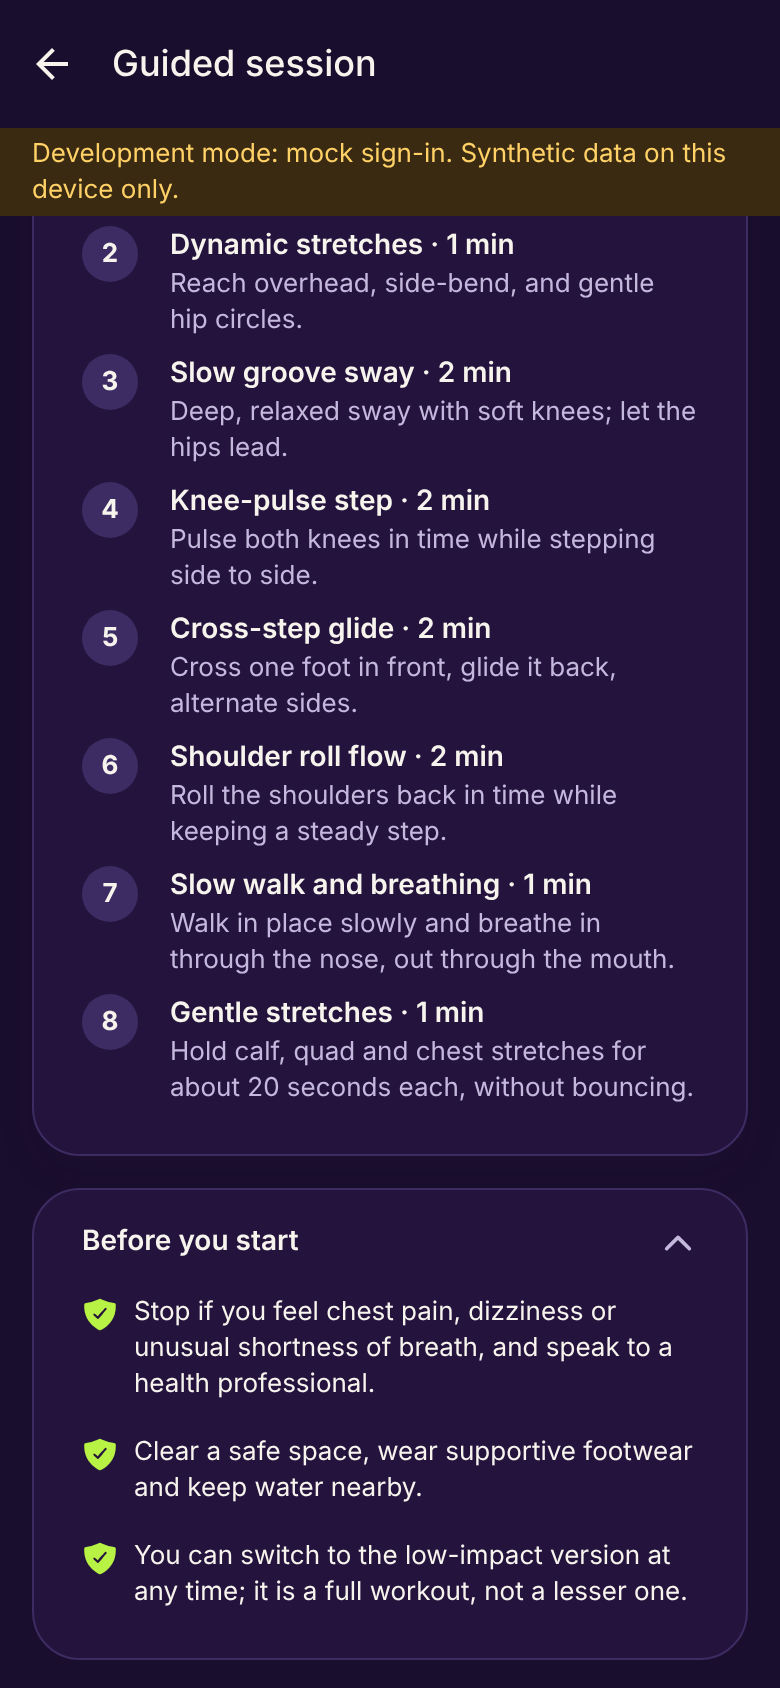 Guided session
Development mode: mock sign-in. Synthetic data on this
device only.
2
Dynamic stretches · 1 min
Reach overhead, side-bend, and gentle
hip circles.
3
Slow groove sway · 2 min
Deep, relaxed sway with soft knees; let the
hips lead.
4
Knee-pulse step · 2 min
Pulse both knees in time while stepping
side to side.
5
Cross-step glide · 2 min
Cross one foot in front, glide it back,
alternate sides.
6
Shoulder roll flow · 2 min
Roll the shoulders back in time while
keeping a steady step.
7
Slow walk and breathing · 1 min
Walk in place slowly and breathe in
through the nose, out through the mouth.
8
Gentle stretches · 1 min
Hold calf, quad and chest stretches for
about 20 seconds each, without bouncing.
Before you start
Stop if you feel chest pain, dizziness or
unusual shortness of breath, and speak to a
health professional.
Clear a safe space, wear supportive footwear
and keep water nearby.
You can switch to the low-impact version at
any time; it is a full workout, not a lesser one.